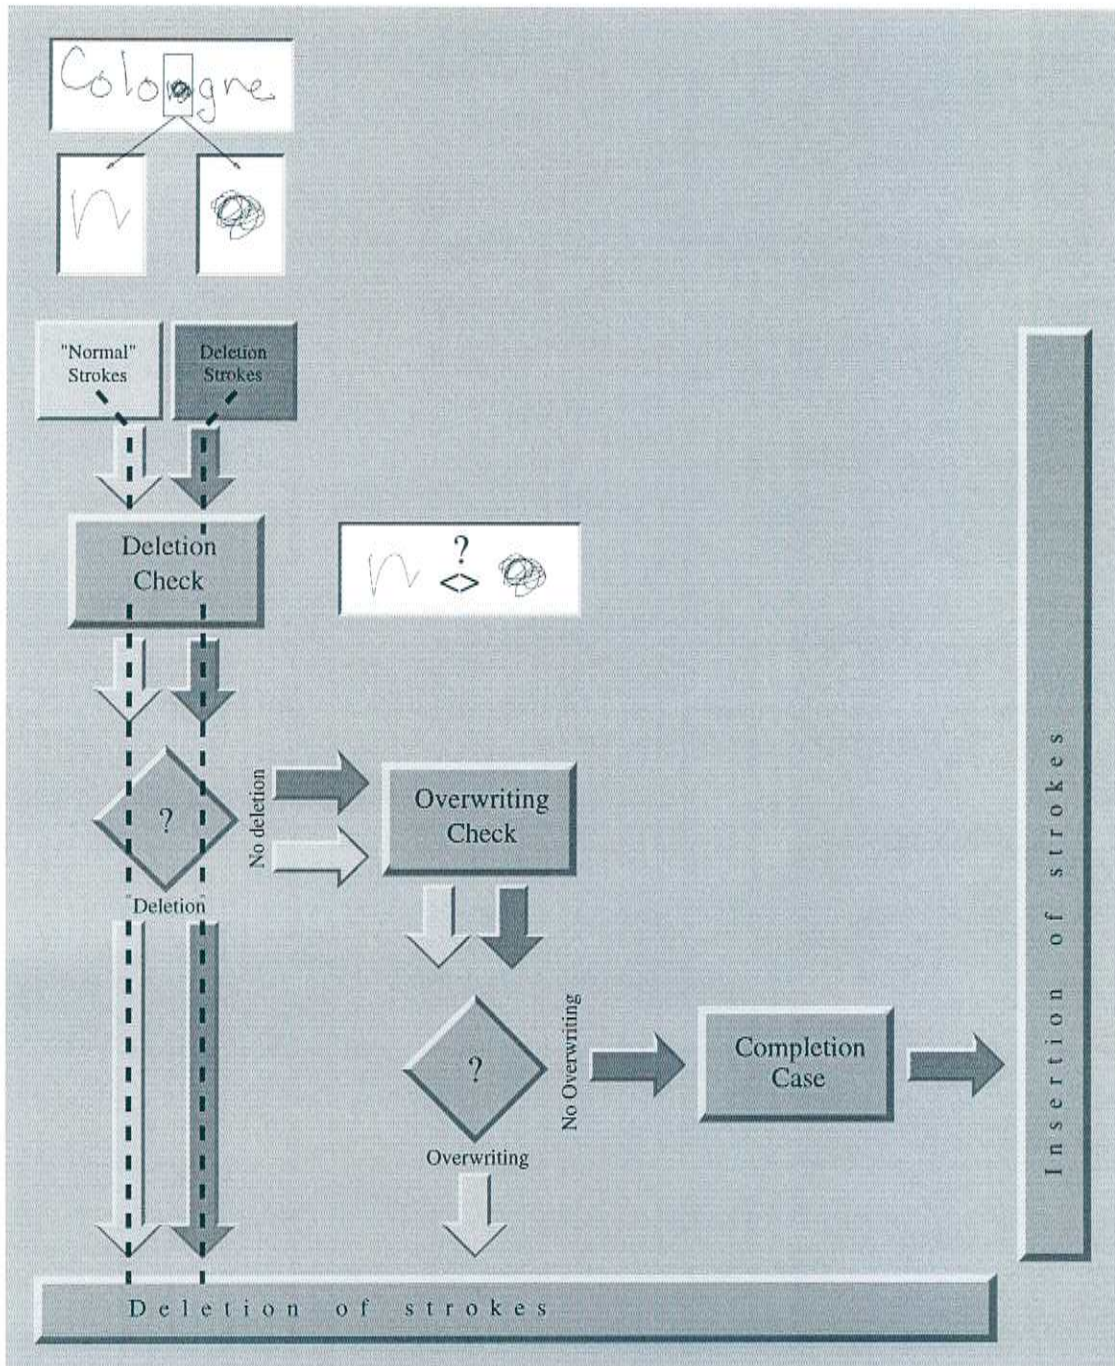 Colongne
n
"Normal"
Strokes
Deletion
Strokes
Deletion
Check
n ? <>
?
No deletion
Deletion
Overwriting
Check
?
No Overwriting
Overwriting
Completion
Case
Insertion of strokes
Deletion of strokes